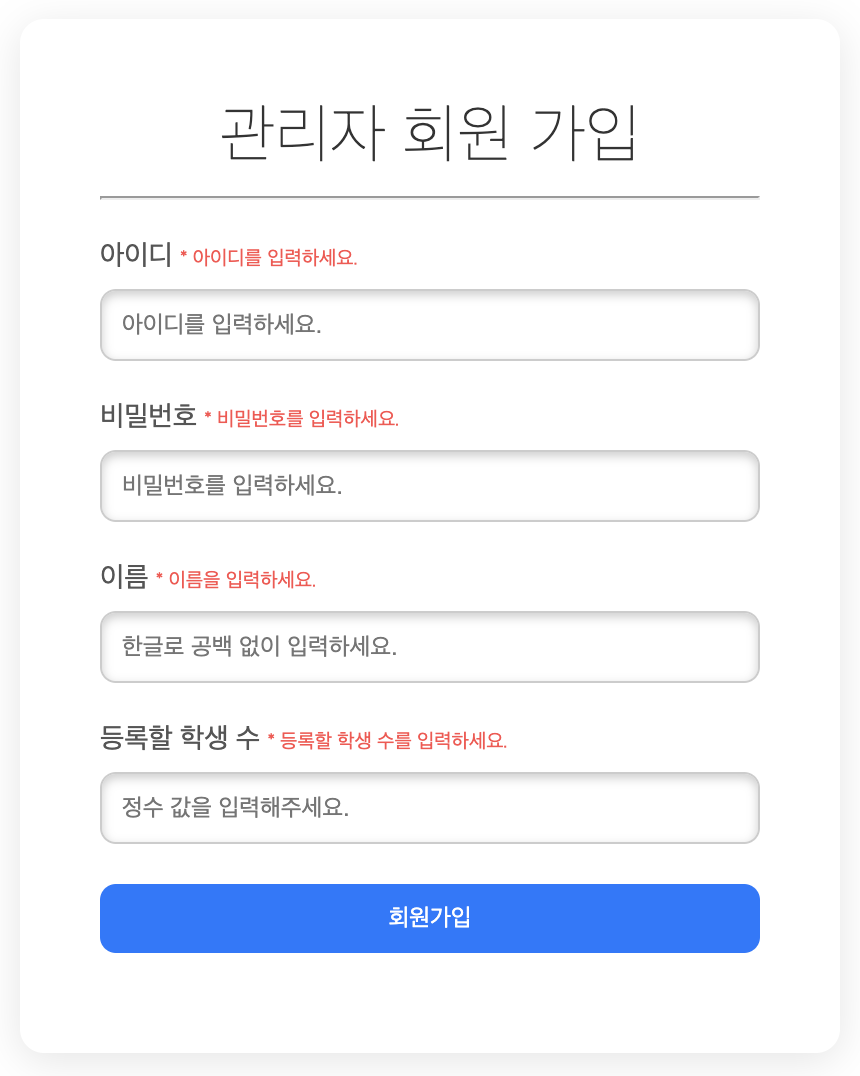 관리자 회원 가입
아이디 * 아이디를 입력하세요.
아이디를 입력하세요.
비밀번호 * 비밀번호를 입력하세요.
비밀번호를 입력하세요.
이름 * 이름을 입력하세요.
한글로 공백 없이 입력하세요.
등록할 학생 수 * 등록할 학생 수를 입력하세요.
정수 값을 입력해주세요.
회원가입